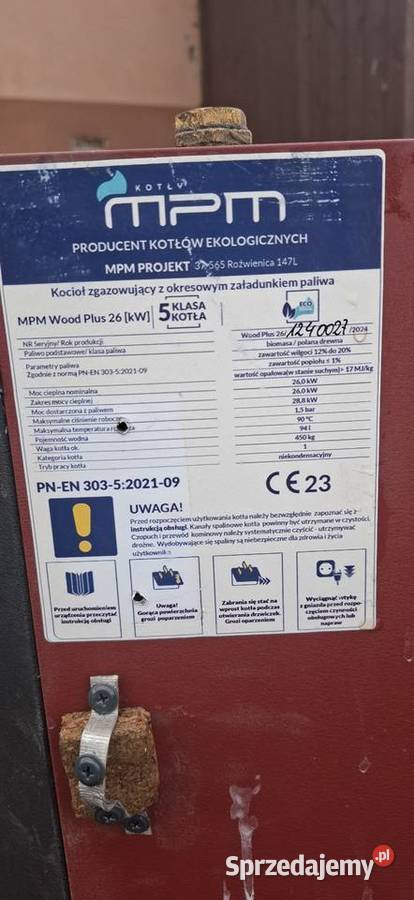 KOTŁY
MPM
PRODUCENT KOTŁÓW EKOLOGICZNYCH
MPM PROJEKT 37-565 Roźwienica 147L
Kocioł zgazowujący z okresowym załadunkiem paliwa
MPM Wood Plus 26 [kW] 5 KLASA KOTŁA ECO
NR Seryjny/ Rok produkcji Wood Plus 26/1240027/2024
Paliwo podstawowe/ klasa paliwa biomasa / polana drewna
Parametry paliwa zawartość wilgoci 12% do 20%
Zgodnie z normą PN-EN 303-5:2021-09 zawartość popiołu ≤ 1%
wartość opałowa(w stanie suchym)> 17 MJ/kg
Moc cieplna nominalna 26,0 kW
Zakres mocy cieplnej 26,0 kW
Moc dostarczona z paliwem 28,8 kW
Maksymalne ciśnienie robocze 1,5 bar
Maksymalna temperatura 90 °C
Pojemność wodna 94 l
Waga kotła ok. 450 kg
Kategoria kotła 1
Tryb pracy kotła niekondensacyjny
PN-EN 303-5:2021-09 CE 23
UWAGA!
Przed rozpoczęciem użytkowania kotła należy bezwzględnie zapoznać się z
instrukcją obsługi. Kanały spalinowe kotła powinny być utrzymane w czystości.
Czopuch i przewód kominowy należy systematycznie czyścić - utrzymywać
drożne. Wydobywające się spaliny są niebezpieczne dla zdrowia i życia
użytkownika
Przed uruchomieniem
urządzenia przeczytać
instrukcję obsługi
Uwaga!
Gorąca powierzchnia
grozi poparzeniem
Zabrania się stać na
wprost kotła podczas
otwierania drzwiczek.
Grozi oparzeniem
Wyciągnąć wtykę
z gniazda przed rozpo-
częciem czynności
obsługowych lub
napraw
Sprzedajemy.pl